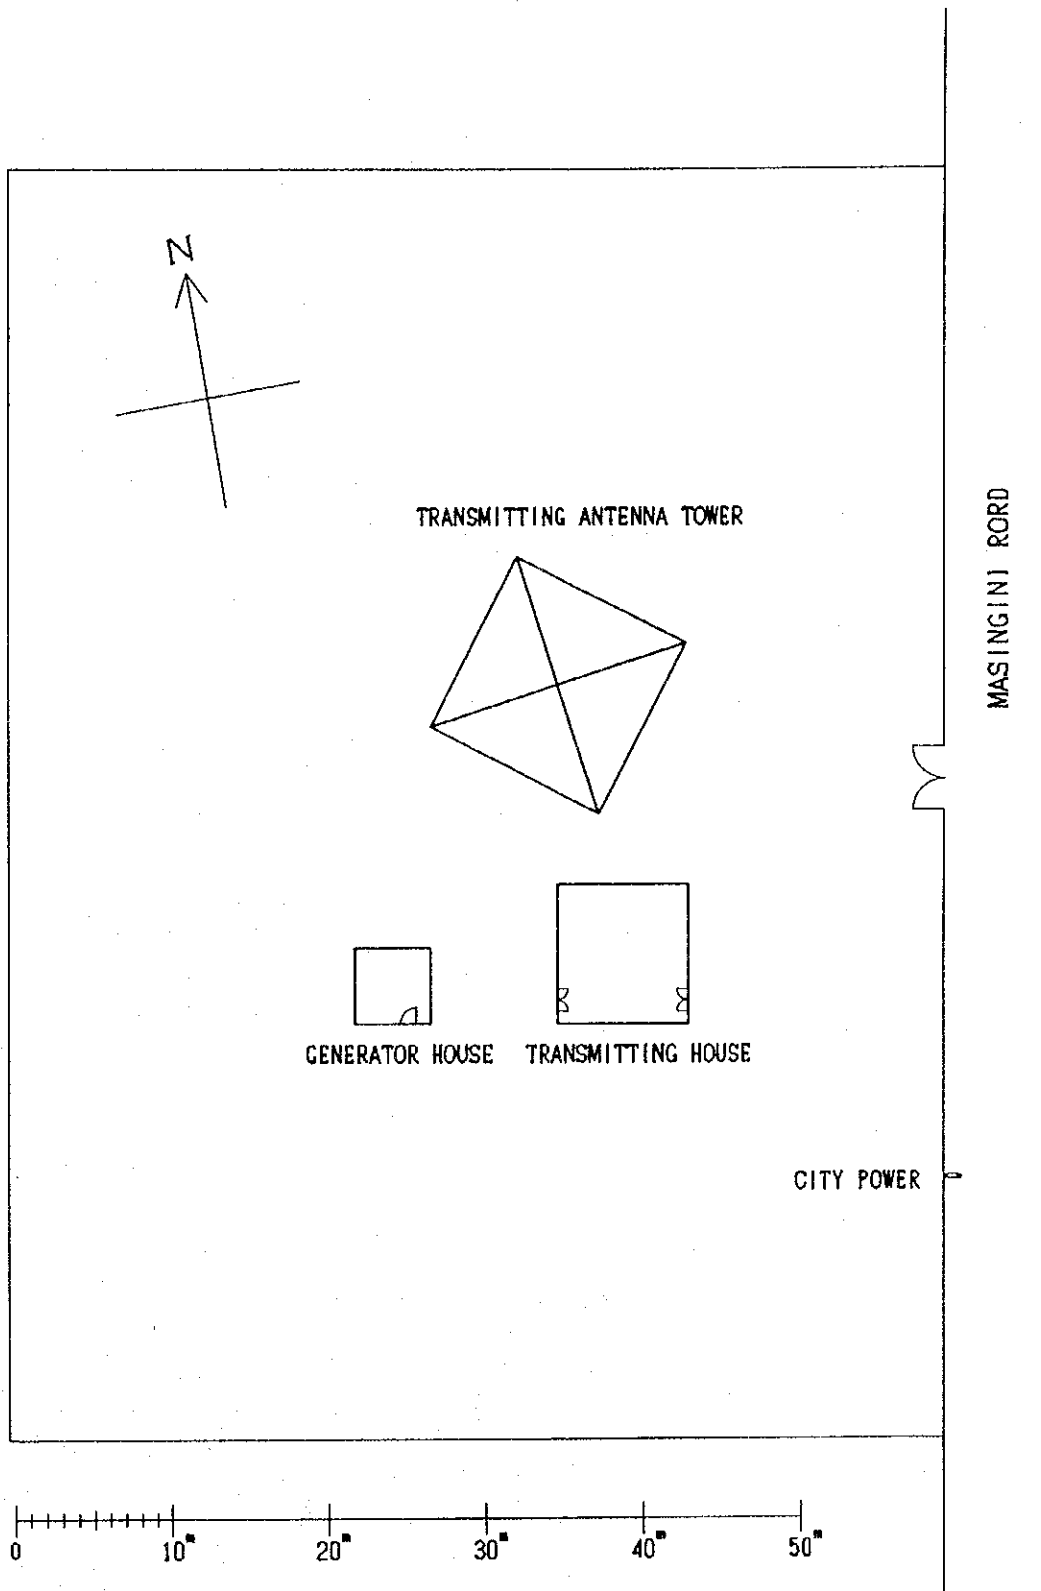 N
TRANSMITTING ANTENNA TOWER
MASINGINI RORD
GENERATOR HOUSE
TRANSMITTING HOUSE
CITY POWER
0 10m 20m 30m 40m 50m